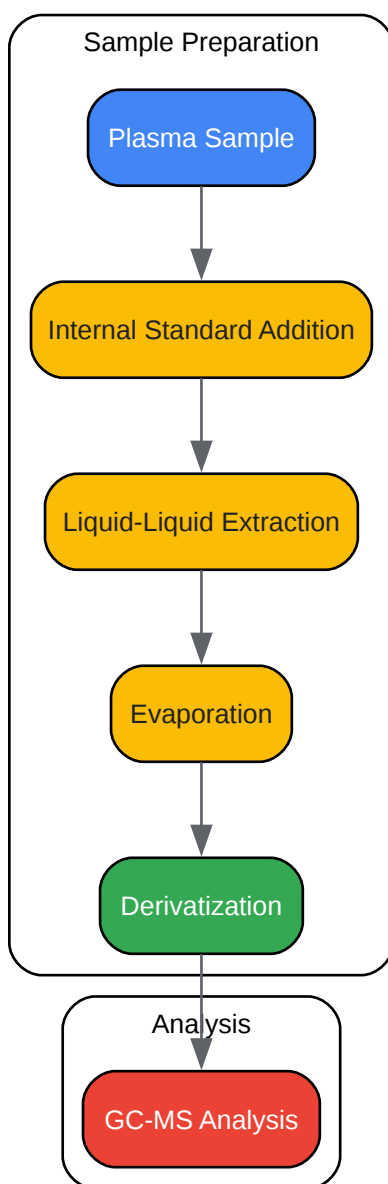 Sample Preparation
Plasma Sample
Internal Standard Addition
Liquid-Liquid Extraction
Evaporation
Derivatization
Analysis
GC-MS Analysis